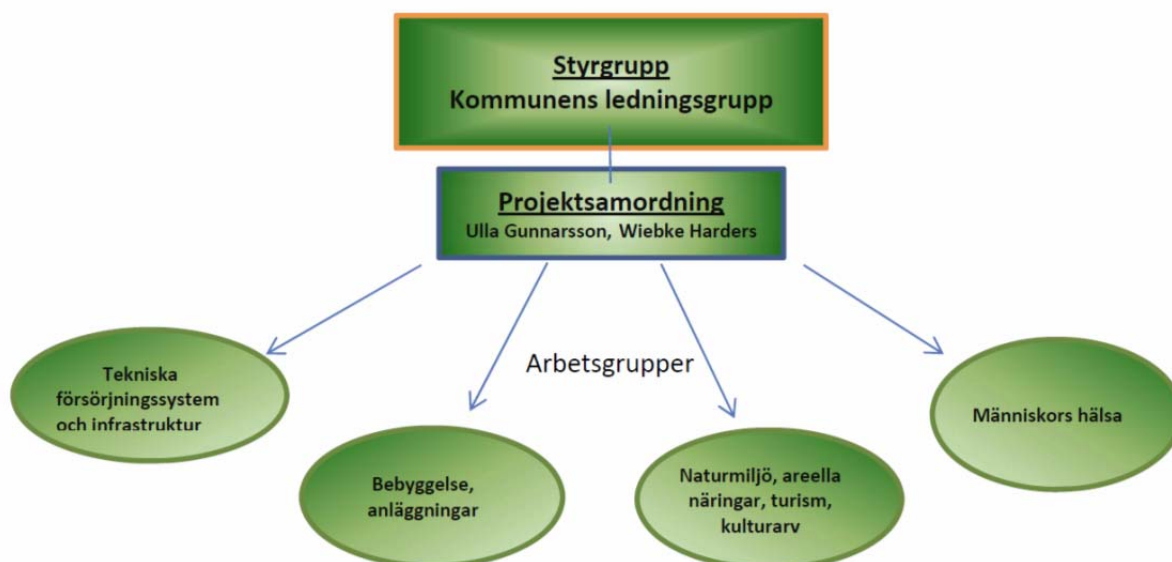 Styrgrupp
Kommunens ledningsgrupp
Projektsamordning
Ulla Gunnarsson, Wiebke Harders
Arbetsgrupper
Tekniska
försörjningssystem
och infrastruktur
Bebyggelse,
anläggningar
Naturmiljö, areella
näringar, turism,
kulturarv
Människors hälsa